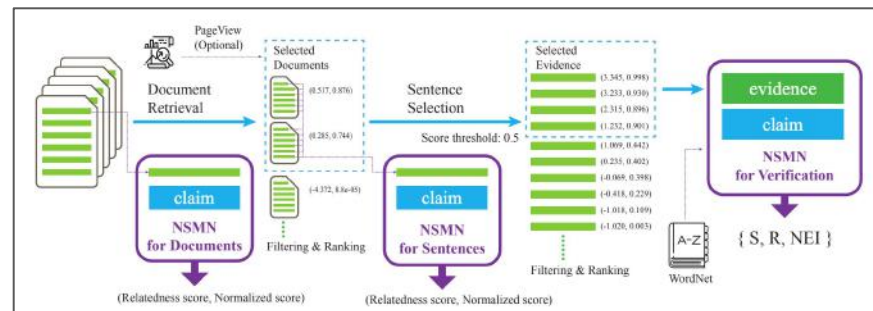 PageView
(Optional)
Selected
Documents
(0.517, 0.876)
Document
Retrieval
(0.285, 0.744)
claim
NSMN
for Documents
(-4.372, 8.8e-05)
Filtering & Ranking
(Relatedness score, Normalized score)
Sentence
Selection
Score threshold: 0.5
claim
NSMN
for Sentences
(Relatedness score, Normalized score)
Selected
Evidence
(3.345, 0.998)
(3.233, 0.930)
(2.315, 0.896)
(1.232, 0.901)
(1.069, 0.442)
(0.235, 0.402)
(-0.069, 0.398)
(-0.418, 0.229)
(-1.018, 0.109)
(-1.020, 0.003)
Filtering & Ranking
A-Z
WordNet
evidence
claim
NSMN
for Verification
{ S, R, NEI }